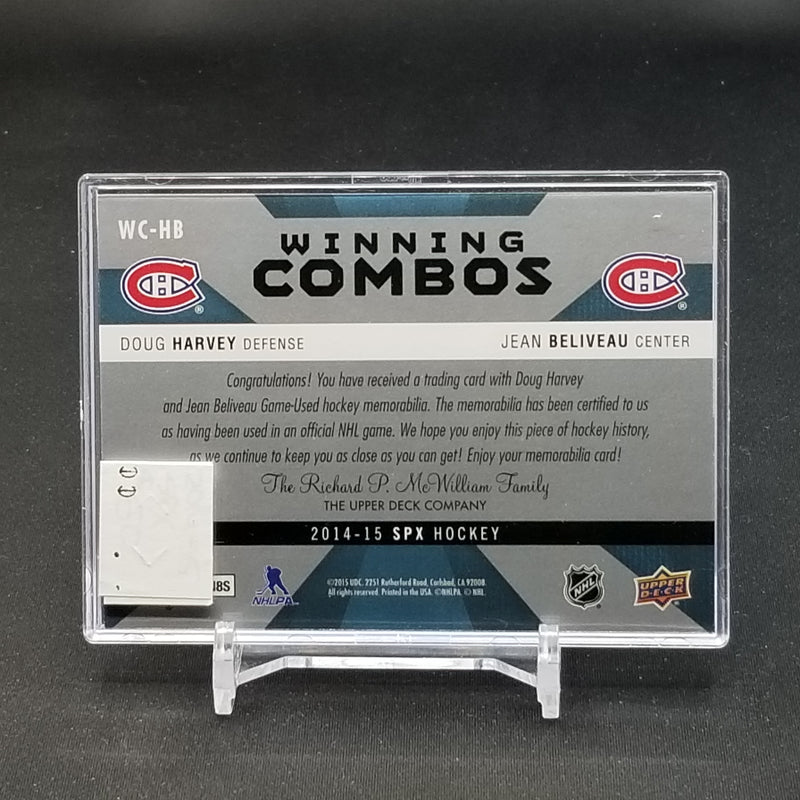 WC-HB
WINNING
COMBOS
DOUG HARVEY DEFENSE
JEAN BELIVEAU CENTER
Congratulations! You have received a trading card with Doug Harvey
and Jean Beliveau Game-Used hockey memorabilia. The memorabilia has been certified to us
as having been used in an official NHL game. We hope you enjoy this piece of hockey history,
as we continue to keep you as close as you can get! Enjoy your memorabilia card!
The Richard P. McWilliam Family
THE UPPER DECK COMPANY
2014-15 SPX HOCKEY
©2015 UDC. 2251 Rutherford Road, Carlsbad, CA 92008.
All rights reserved. Printed in the USA. ©NHLPA. © NHL.
NHLPA
NHL
UPPER
DECK